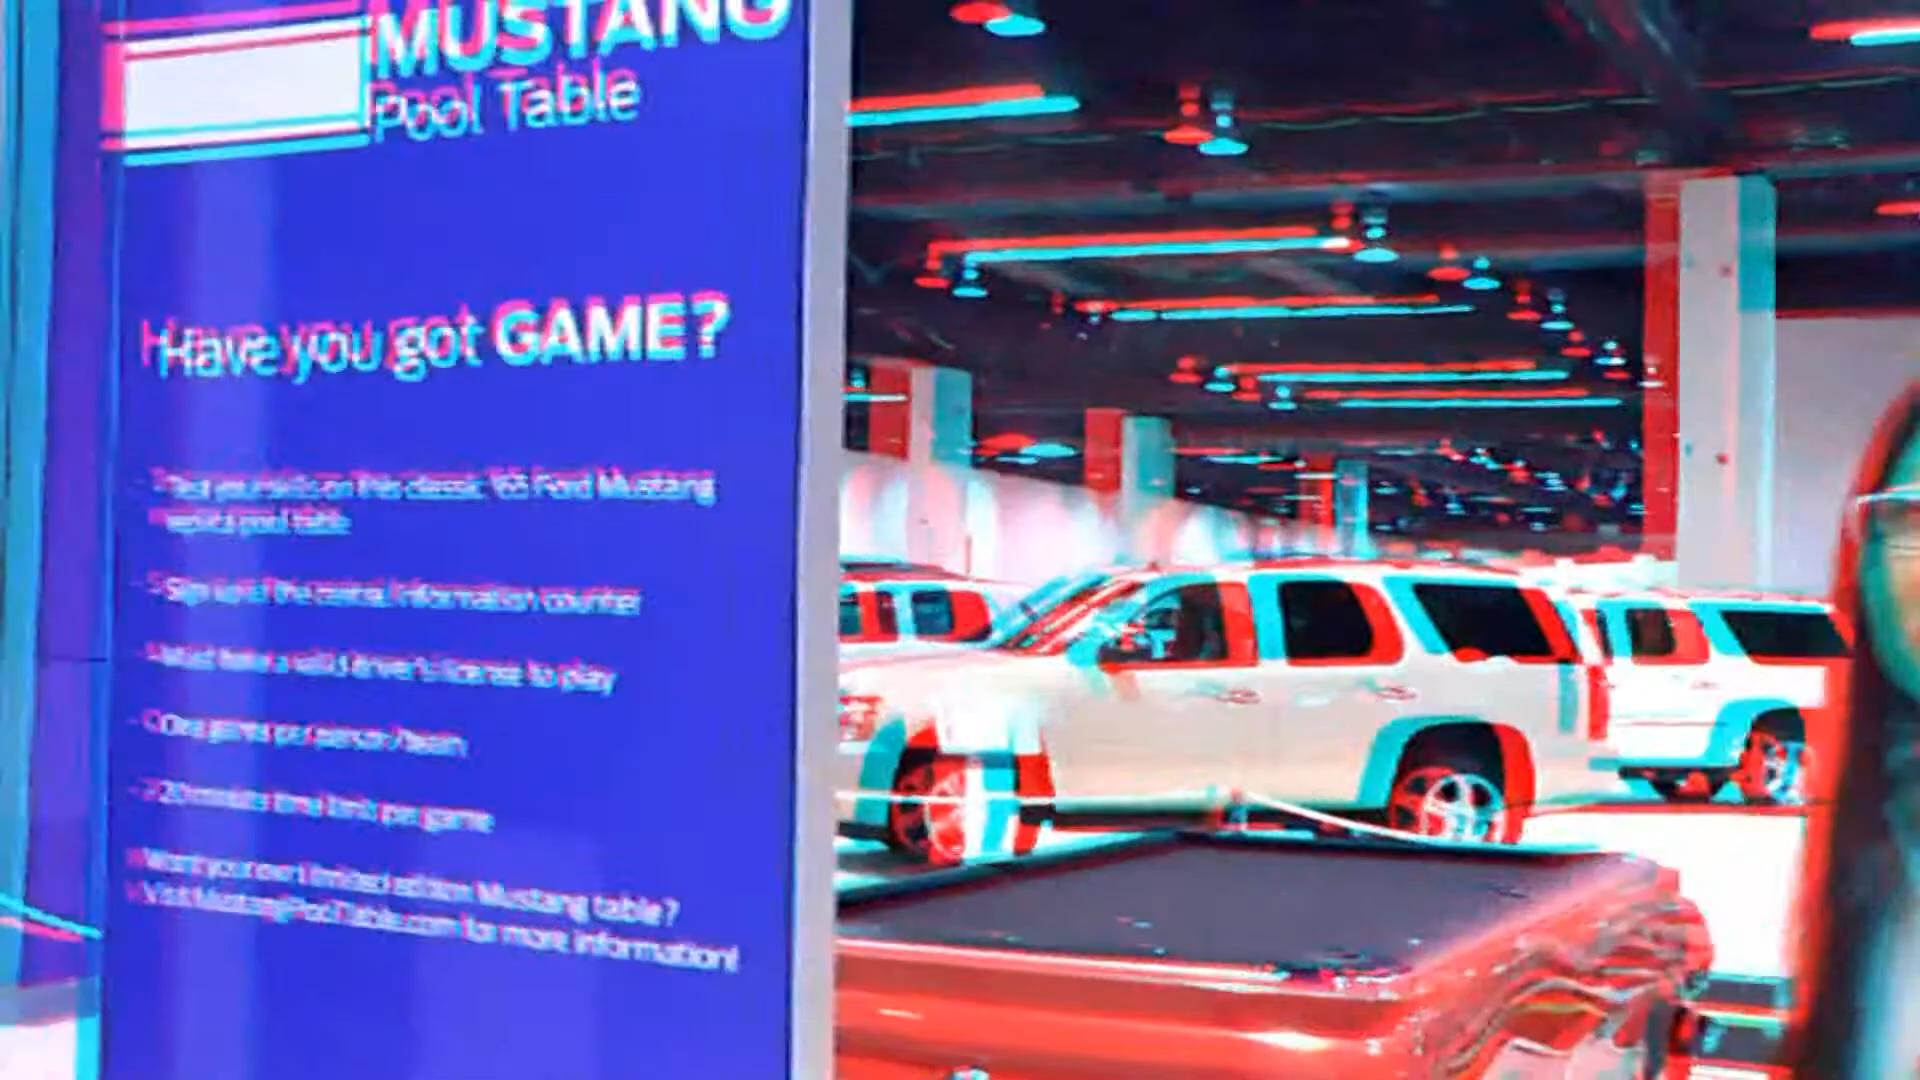 MUSTANG
Pool Table
Have you got GAME?
- Test your skills on this classic '65 Ford Mustang
replica pool table
- Sign up at the central information counter
- Must have a valid driver's license to play
- One game per person/team
- 20 minute time limit per game
Want your own limited edition Mustang table?
Visit MustangPoolTable.com for more information!